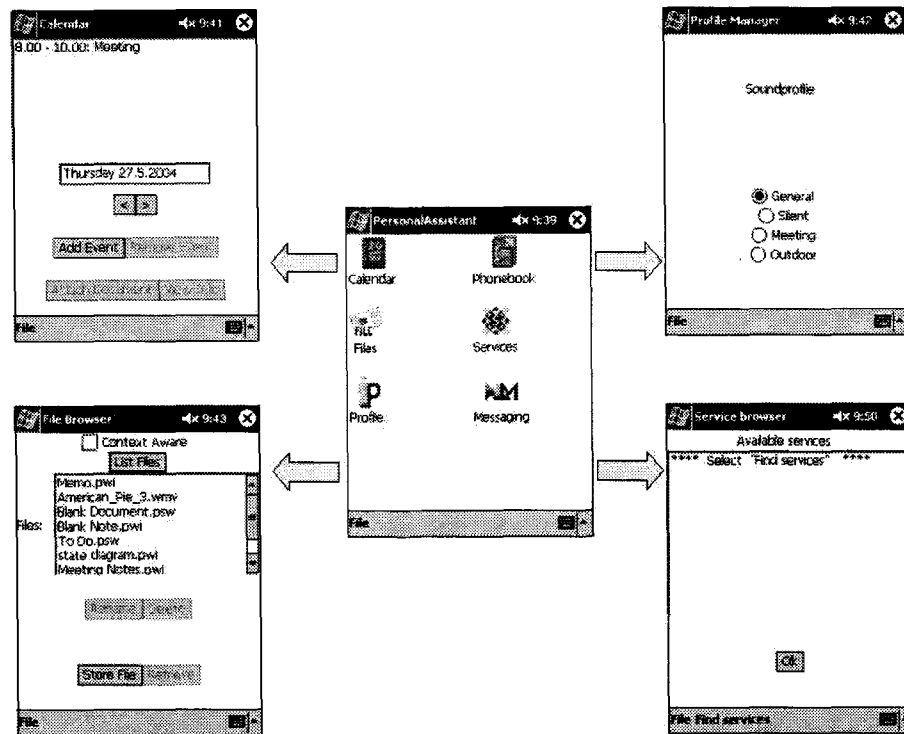 Calendar 9:41
8.00 - 10.00: Meeting
Thursday 27.5.2004
< >
Add Event
File
Profile Manager 9:42
Soundprofile
General
Silent
Meeting
Outdoor
File
PersonalAssistant 9:39
Calendar Phonebook
FILE
Files Services
P
Profile Messaging
File
File Browser 9:43
Context Aware
List Files
Files:
Memo.pwi
American_Pie_3.wmv
Blank Document.psw
Blank Note.pwi
To Do.psw
state diagram.pwi
Meeting Notes.pwi
Rename Delete
Store File Retrieve
File
Service browser 9:50
Available services
**** Select "Find services" ****
Ok
File Find services